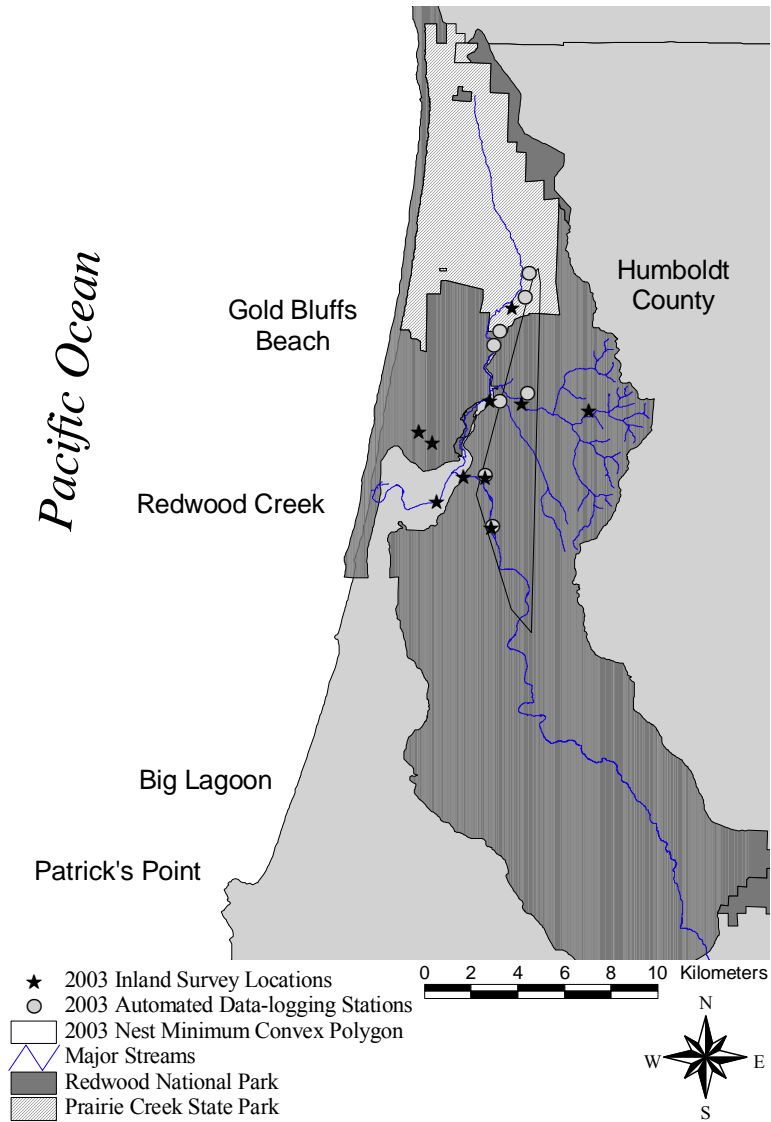 Pacific Ocean
Gold Bluffs
Beach
Humboldt
County
Redwood Creek
Big Lagoon
Patrick's Point
2003 Inland Survey Locations
2003 Automated Data-logging Stations
2003 Nest Minimum Convex Polygon
Major Streams
Redwood National Park
Prairie Creek State Park
0 2 4 6 8 10 Kilometers
N
W E
S